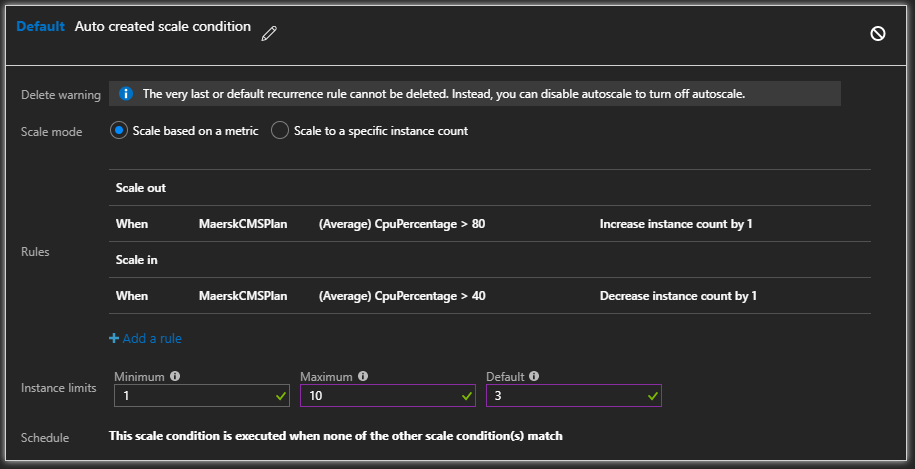 Default Auto created scale condition
Delete warning The very last or default recurrence rule cannot be deleted. Instead, you can disable autoscale to turn off autoscale.
Scale mode Scale based on a metric Scale to a specific instance count
Scale out
When MaerskCMSPlan (Average) CpuPercentage > 80 Increase instance count by 1
Rules
Scale in
When MaerskCMSPlan (Average) CpuPercentage > 40 Decrease instance count by 1
+ Add a rule
Minimum Maximum Default
Instance limits 1 10 3
Schedule This scale condition is executed when none of the other scale condition(s) match